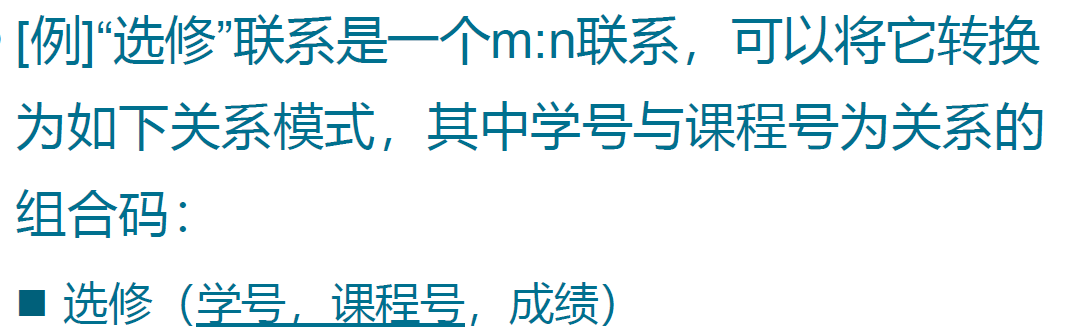 [例]“选修”联系是一个m:n联系，可以将它转换
为如下关系模式，其中学号与课程号为关系的
组合码：
■ 选修（学号，课程号，成绩）